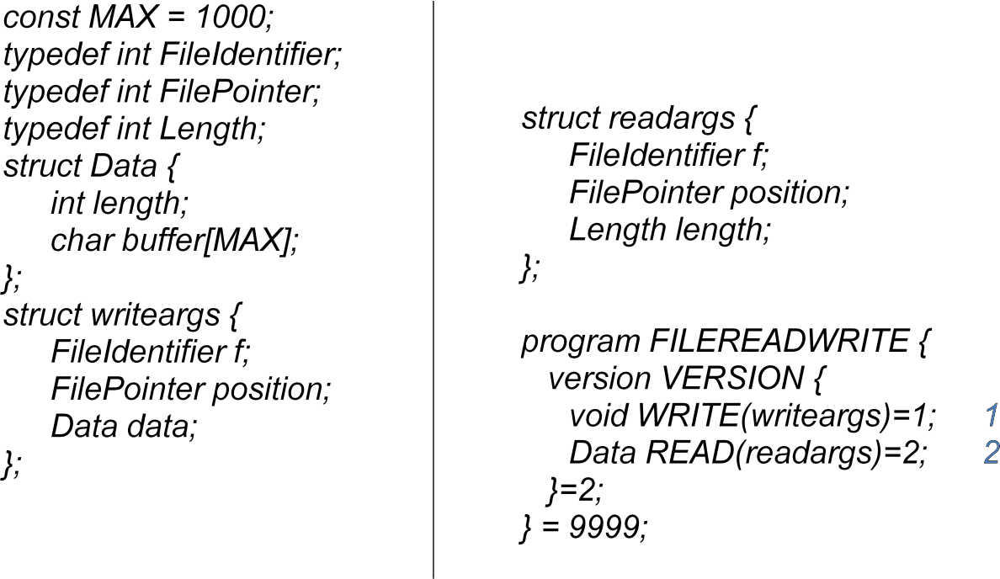 const MAX = 1000;
typedef int FileIdentifier;
typedef int FilePointer;
typedef int Length;
struct Data {
int length;
char buffer[MAX];
};
struct writeargs {
FileIdentifier f;
FilePointer position;
Data data;
};
struct readargs {
FileIdentifier f;
FilePointer position;
Length length;
};
program FILEREADWRITE {
version VERSION {
void WRITE(writeargs)=1; 1
Data READ(readargs)=2; 2
}=2;
} = 9999;